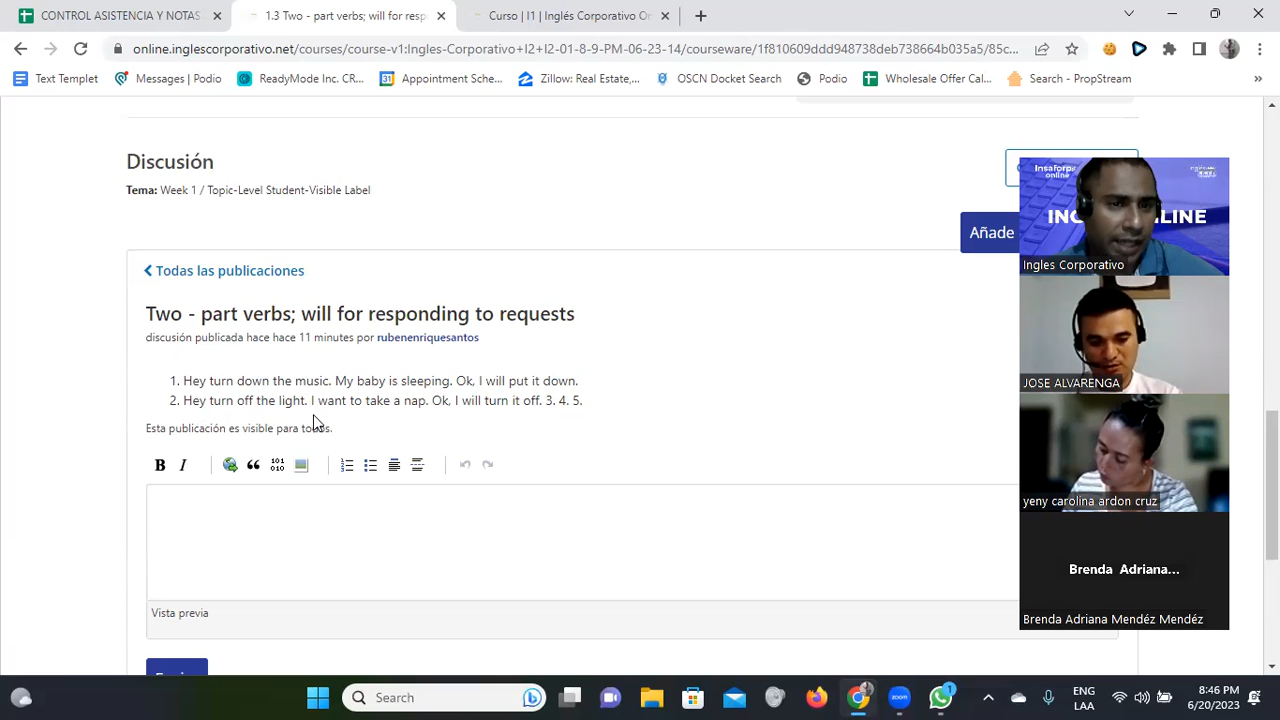 CONTROL ASISTENCIA Y NOTAS
1.3 Two - part verbs; will for resp
Curso | I1 | Inglés Corporativo On
online.inglescorporativo.net/courses/course-v1:Ingles-Corporativo+I2+I2-01-8-9-PM-06-23-14/courseware/1f810609dbd948738deb738664b035a5/85c...
Text Templet
Messages | Podio
ReadyMode Inc. CR...
Appointment Sche...
Zillow: Real Estate,...
OSCN Docket Search
Podio
Wholesale Offer Cal...
Search - PropStream
»
Discusión
Tema: Week 1 / Topic-Level Student-Visible Label
Añade
Todas las publicaciones
Two - part verbs; will for responding to requests
discusión publicada hace hace 11 minutes por rubenenriquesantos
1. Hey turn down the music. My baby is sleeping. Ok, I will put it down.
2. Hey turn off the light. I want to take a nap. Ok, I will turn it off. 3. 4. 5.
Esta publicación es visible para todos.
B I
Vista previa
Insaforp
online
Ingles Corporativo
JOSE ALVARENGA
yeny carolina ardon cruz
Brenda Adriana...
Brenda Adriana Mendéz Mendéz
Search
zoom
1
ENG
LAA
8:46 PM
6/20/2023